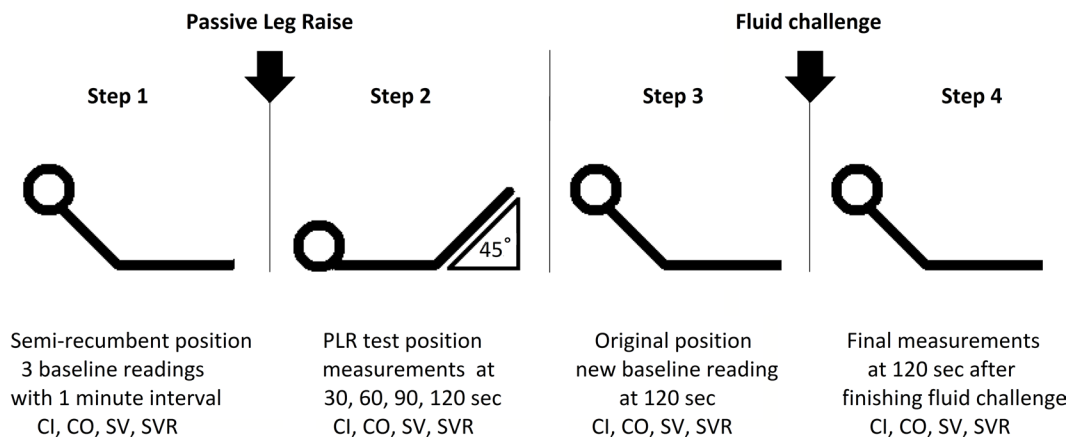 Passive Leg Raise
Fluid challenge
Step 1
Step 2
Step 3
Step 4
45°
Semi-recumbent position
3 baseline readings
with 1 minute interval
CI, CO, SV, SVR
PLR test position
measurements at
30, 60, 90, 120 sec
CI, CO, SV, SVR
Original position
new baseline reading
at 120 sec
CI, CO, SV, SVR
Final measurements
at 120 sec after
finishing fluid challenge
CI, CO, SV, SVR